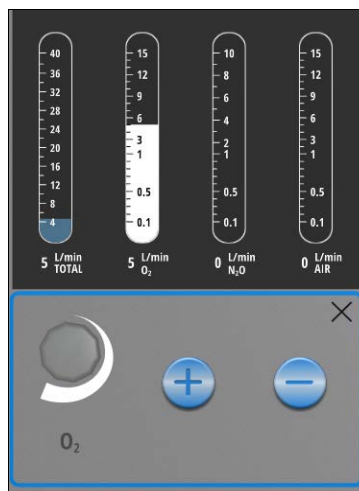 40 15 10 15
36 12 8 12
32 9 6 9
28 6 4 6
24 3 2 3
20 1 1 1
16
12 0.5 0.5 0.5
8
4 0.1 0.1 0.1
5 L/min TOTAL 5 L/min O₂ 0 L/min N₂O 0 L/min AIR
O₂